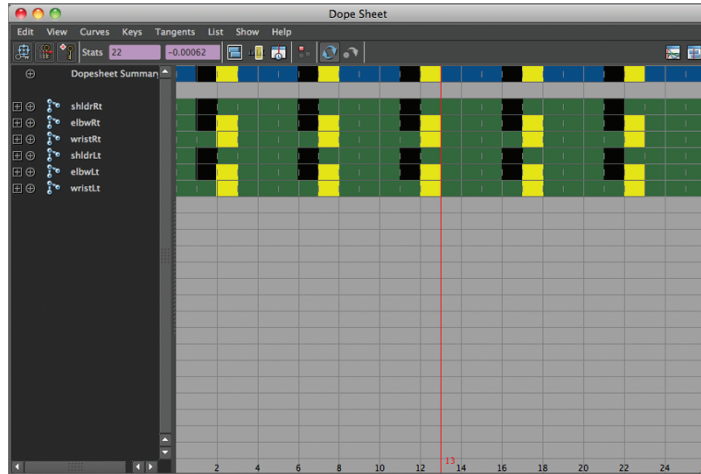 Dope Sheet
Edit View Curves Keys Tangents List Show Help
Stats 22 -0.00062
Dopesheet Summary
shldrRt
elbwRt
wristRt
shldrLt
elbwLt
wristLt
13
2 4 6 8 10 12 14 16 18 20 22 24